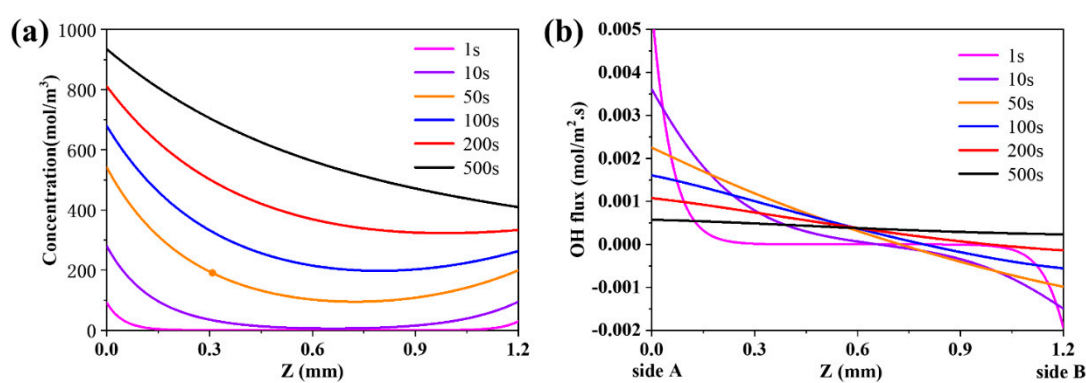 (a)
Concentration(mol/m³)
1000
800
600
400
200
0
1s
10s
50s
100s
200s
500s
0.0 0.3 0.6 0.9 1.2
Z (mm)
(b)
OH flux (mol/m².s)
0.005
0.004
0.003
0.002
0.001
0.000
-0.001
-0.002
1s
10s
50s
100s
200s
500s
0.0 0.3 0.6 0.9 1.2
side A Z (mm) side B